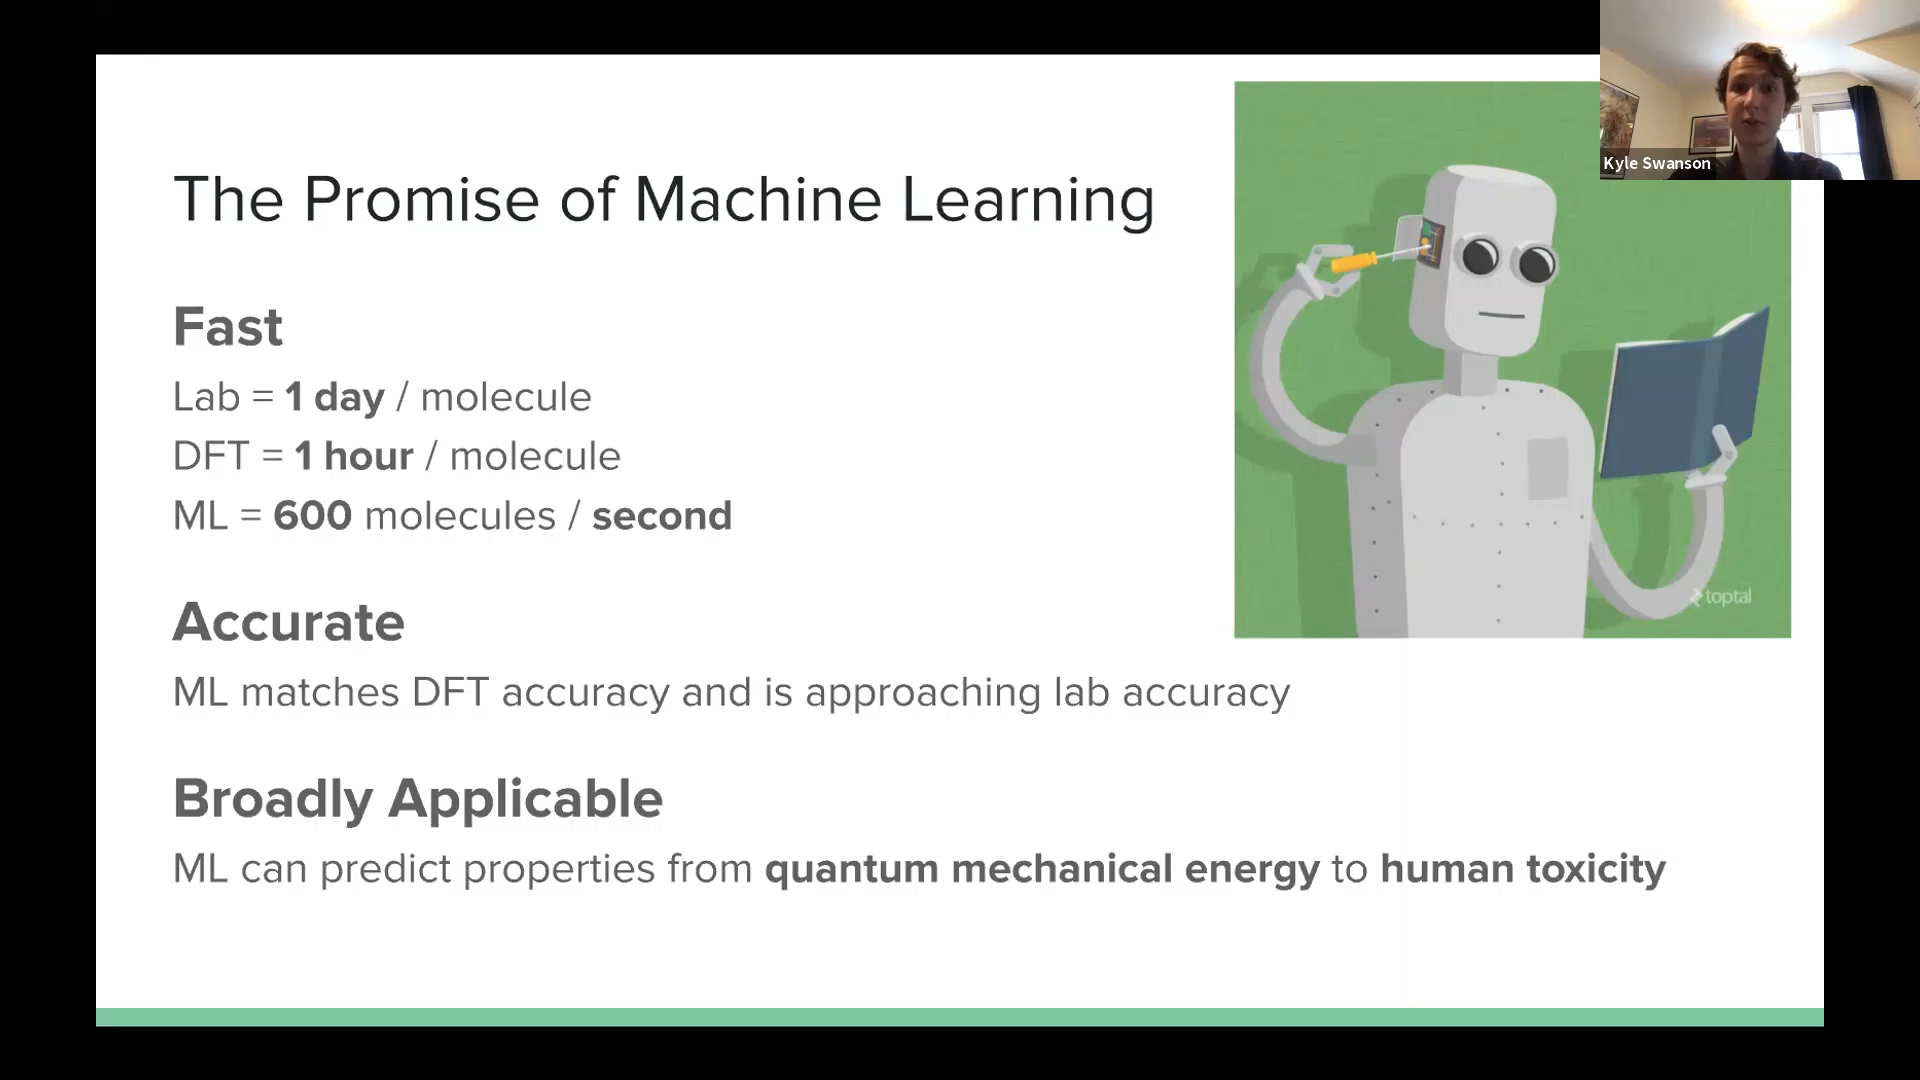 Kyle Swanson
The Promise of Machine Learning
Fast
Lab = 1 day / molecule
DFT = 1 hour / molecule
ML = 600 molecules / second
toptal
Accurate
ML matches DFT accuracy and is approaching lab accuracy
Broadly Applicable
ML can predict properties from quantum mechanical energy to human toxicity